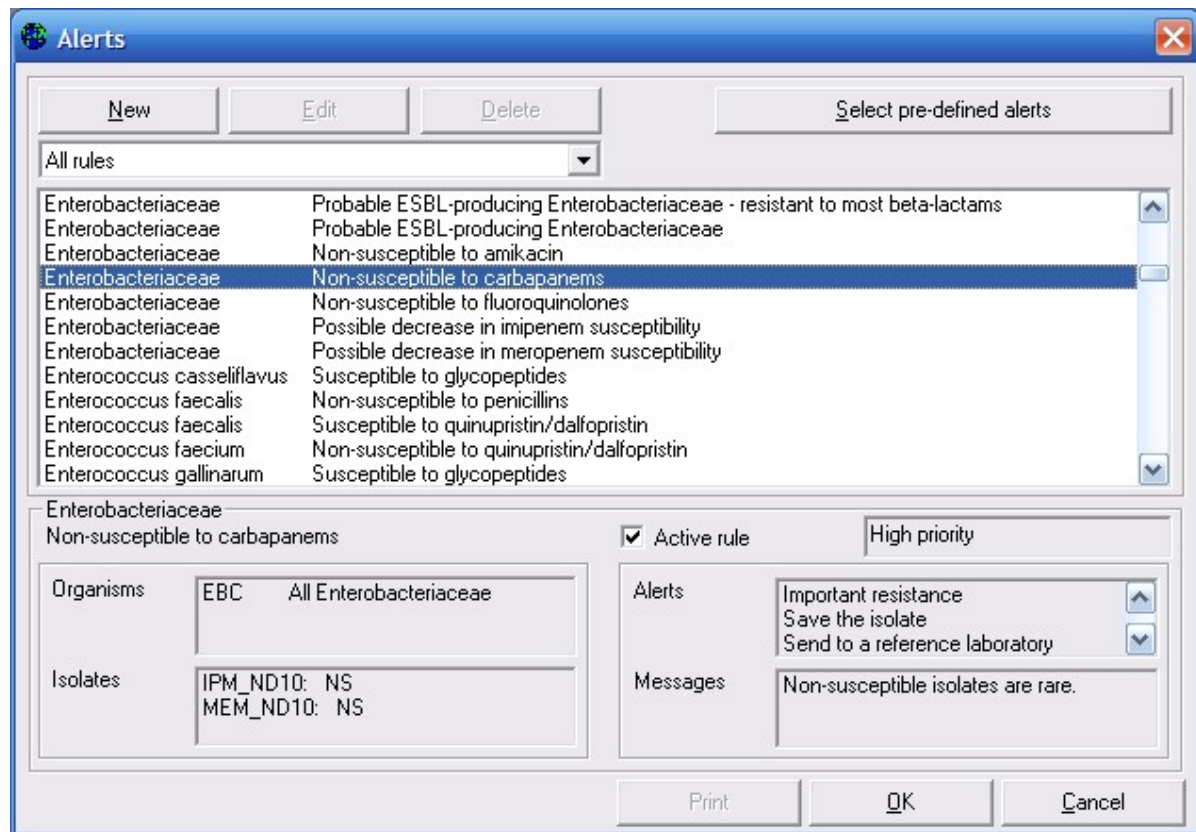 Alerts
New Edit Delete Select pre-defined alerts
All rules
Enterobacteriaceae Probable ESBL-producing Enterobacteriaceae - resistant to most beta-lactams
Enterobacteriaceae Probable ESBL-producing Enterobacteriaceae
Enterobacteriaceae Non-susceptible to amikacin
Enterobacteriaceae Non-susceptible to carbapanems
Enterobacteriaceae Non-susceptible to fluoroquinolones
Enterobacteriaceae Possible decrease in imipenem susceptibility
Enterobacteriaceae Possible decrease in meropenem susceptibility
Enterococcus casseliflavus Susceptible to glycopeptides
Enterococcus faecalis Non-susceptible to penicillins
Enterococcus faecalis Susceptible to quinupristin/dalfopristin
Enterococcus faecium Non-susceptible to quinupristin/dalfopristin
Enterococcus gallinarum Susceptible to glycopeptides
Enterobacteriaceae
Non-susceptible to carbapanems
Active rule
High priority
Organisms
EBC All Enterobacteriaceae
Isolates
IPM_ND10: NS
MEM_ND10: NS
Alerts
Important resistance
Save the isolate
Send to a reference laboratory
Messages
Non-susceptible isolates are rare.
Print OK Cancel